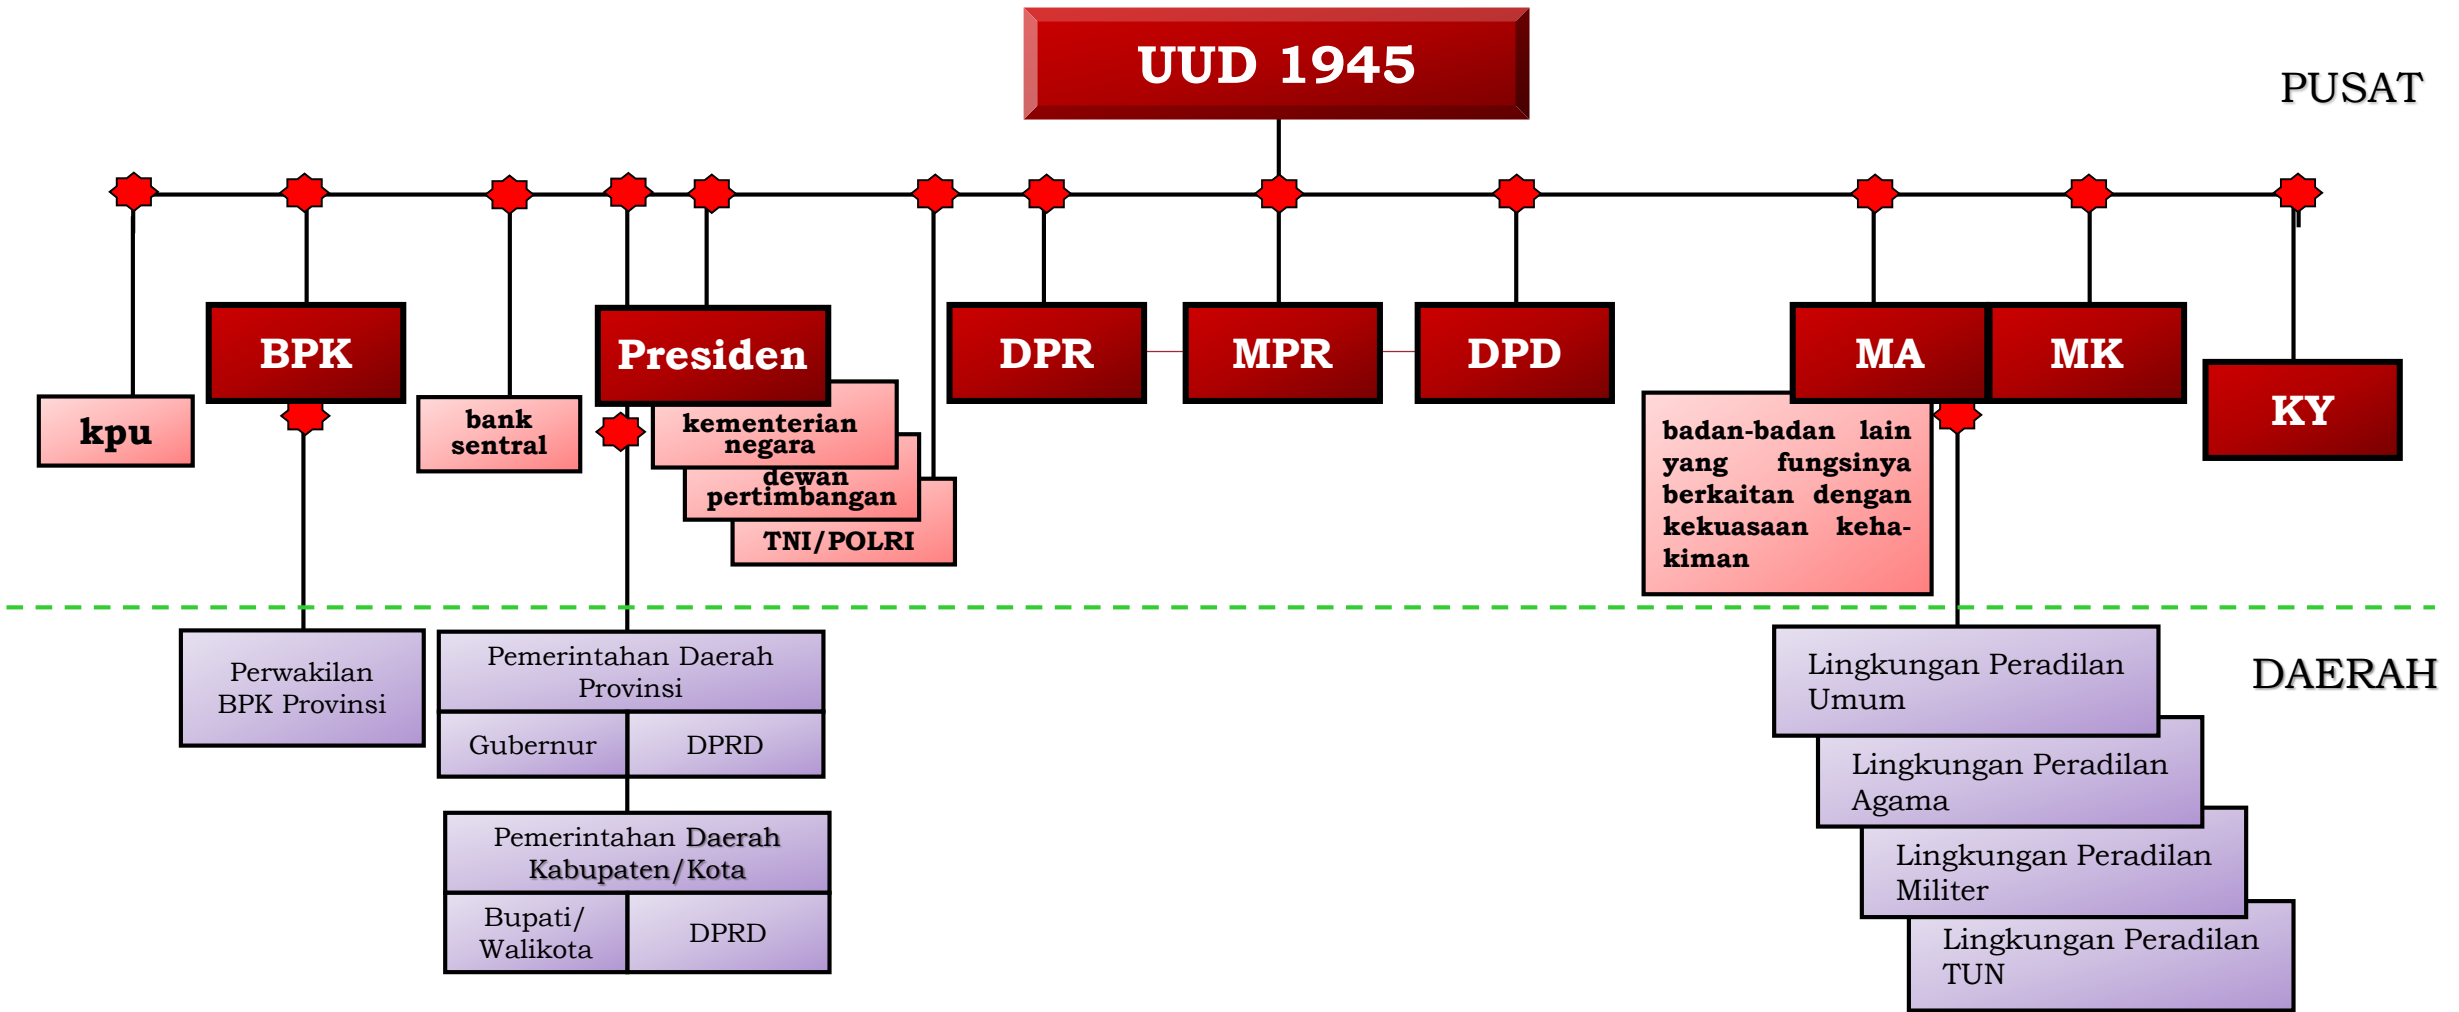 UUD 1945
PUSAT
BPK
Presiden
DPR
MPR
DPD
MA
MK
KY
kpu
bank
sentral
kementerian
negara
dewan
pertimbangan
TNI/POLRI
badan-badan lain
yang fungsinya
berkaitan dengan
kekuasaan keha-
kiman
DAERAH
Perwakilan
BPK Provinsi
Pemerintahan Daerah
Provinsi
Gubernur
DPRD
Pemerintahan Daerah
Kabupaten/Kota
Bupati/
Walikota
DPRD
Lingkungan Peradilan
Umum
Lingkungan Peradilan
Agama
Lingkungan Peradilan
Militer
Lingkungan Peradilan
TUN